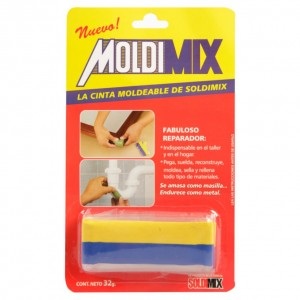 Nuevo!
MOLDIMIX
LA CINTA MOLDEABLE DE SOLDIMIX
FABULOSO
REPARADOR:
• Indispensable en el taller
y en el hogar.
• Pega, suelda, reconstruye,
moldea, sella y rellena
todo tipo de materiales.
Se amasa como masilla...
Endurece como metal.
CONT. NETO 32g.
SOLDIMIX